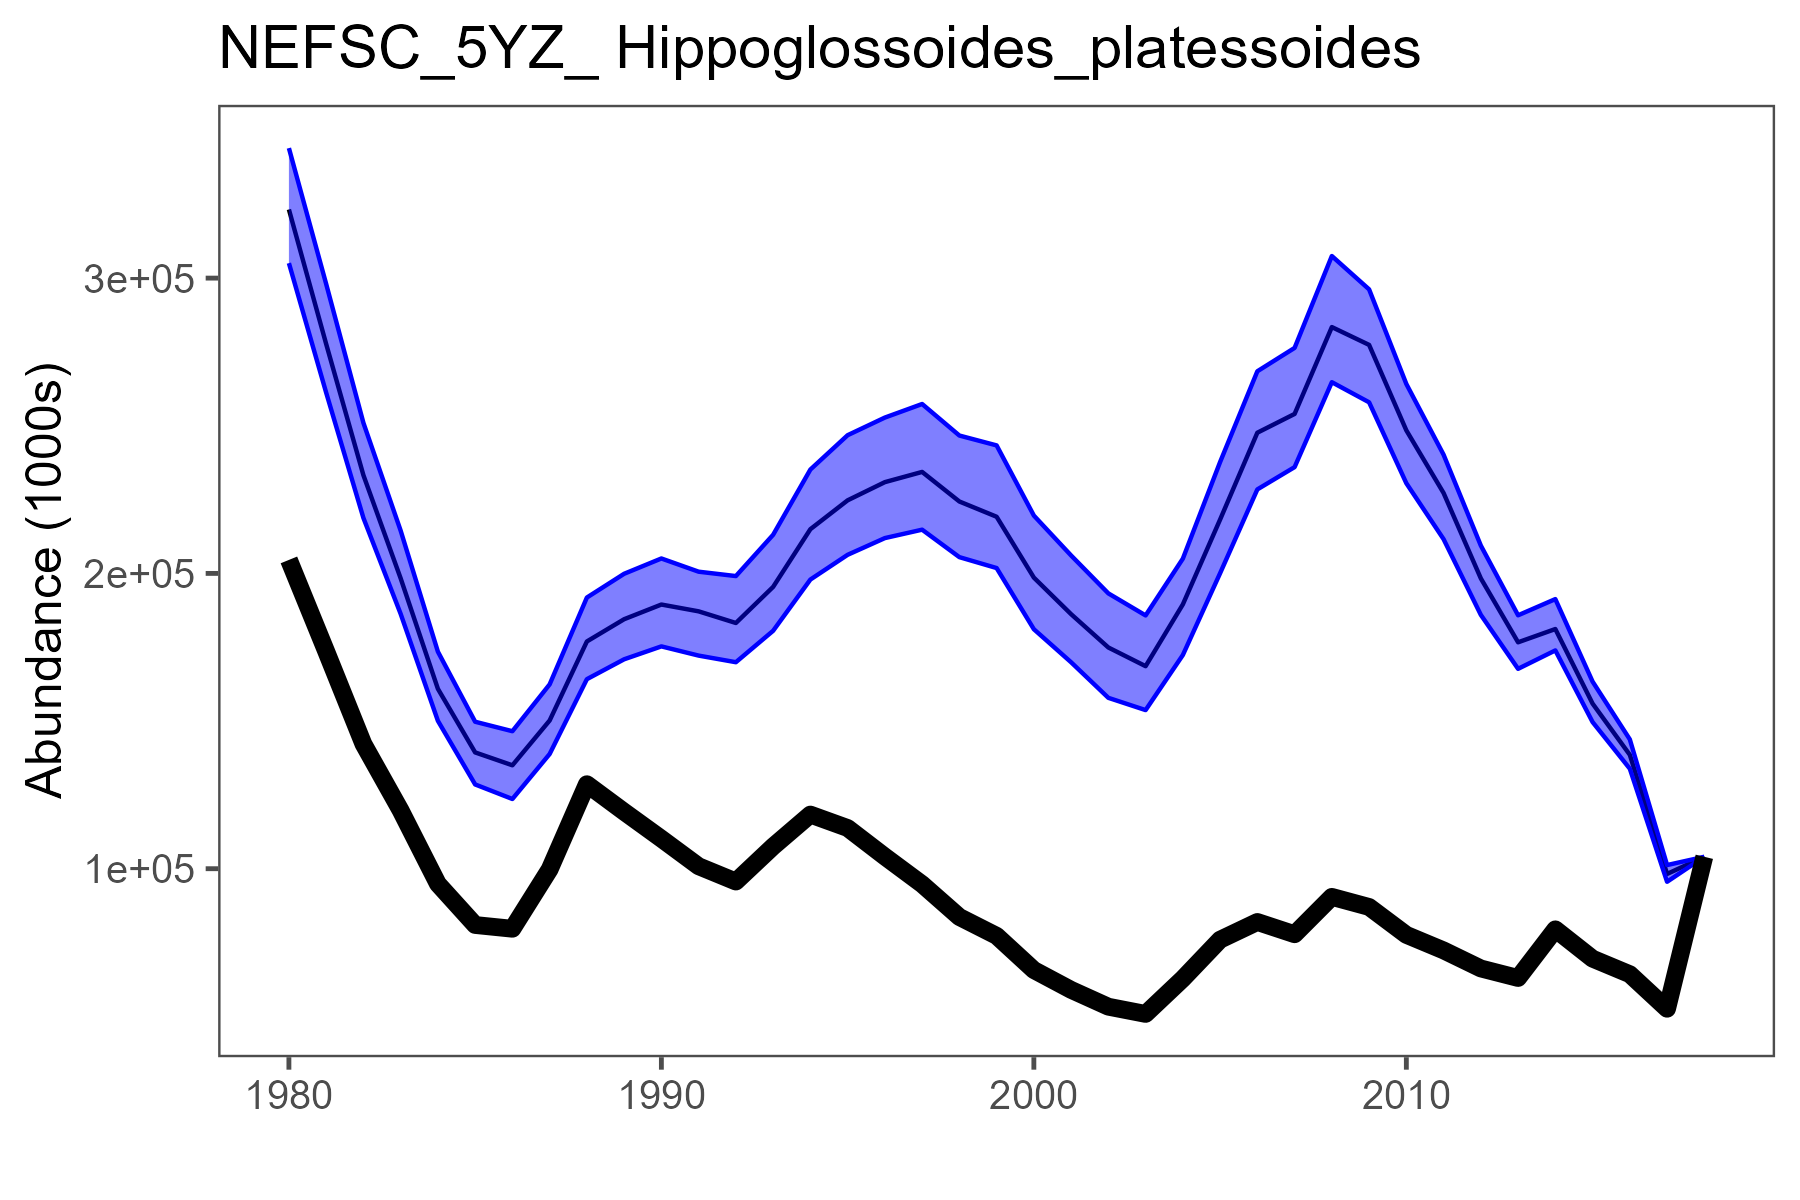 NEFSC_5YZ_ Hippoglossoides_platessoides
Abundance (1000s)
3e+05
2e+05
1e+05
1980
1990
2000
2010